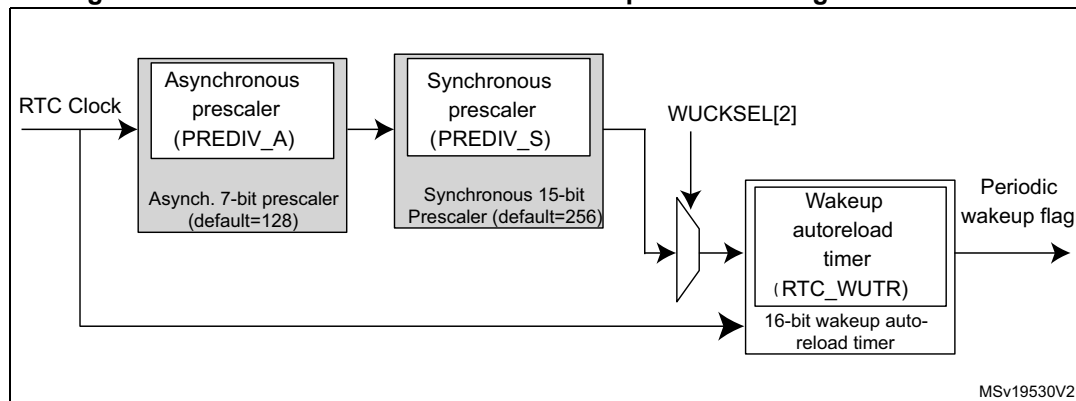 RTC Clock
Asynchronous
prescaler
(PREDIV_A)
Asynch. 7-bit prescaler
(default=128)
Synchronous
prescaler
(PREDIV_S)
Synchronous 15-bit
Prescaler (default=256)
WUCKSEL[2]
Wakeup
autoreload
timer
(RTC_WUTR)
16-bit wakeup auto-
reload timer
Periodic
wakeup flag
MSv19530V2